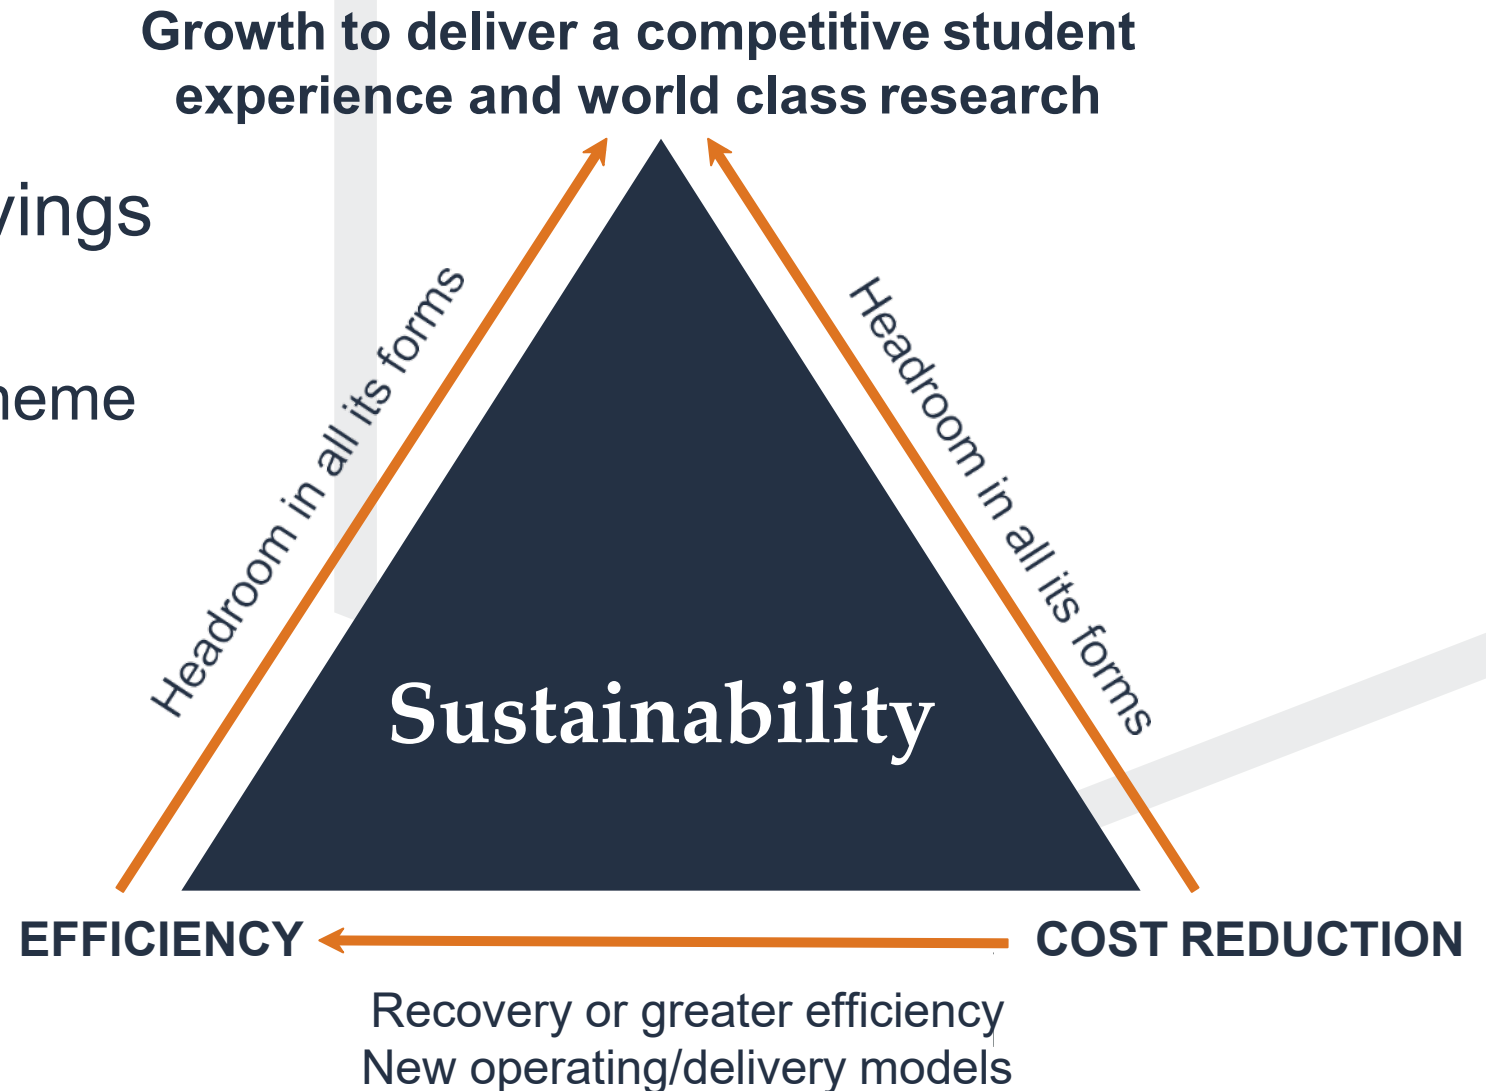 Growth to deliver a competitive student
experience and world class research
vings
heme
Headroom in all its forms
Headroom in all its forms
Sustainability
EFFICIENCY
COST REDUCTION
Recovery or greater efficiency
New operating/delivery models